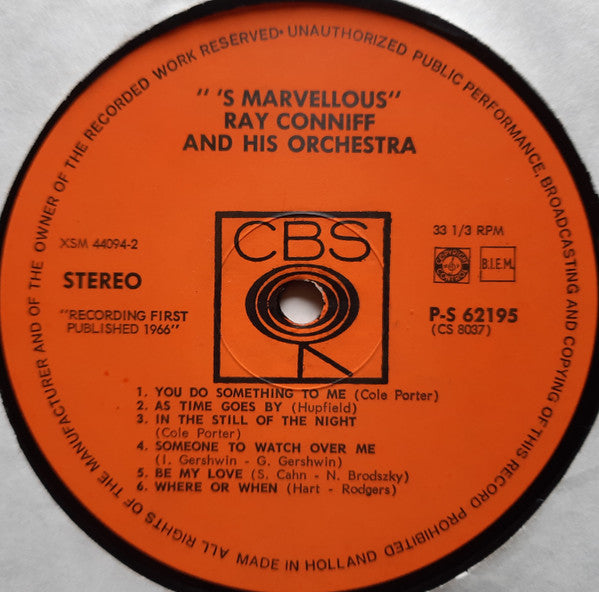 ALL RIGHTS OF THE MANUFACTURER AND OF THE OWNER OF THE RECORDED WORK RESERVED • UNAUTHORIZED PUBLIC PERFORMANCE, BROADCASTING AND COPYING OF THIS RECORD PROHIBITED
" 'S MARVELLOUS"
RAY CONNIFF
AND HIS ORCHESTRA
CBS
XSM 44094-2
33 1/3 RPM
STEREO
B.I.E.M.
"RECORDING FIRST
PUBLISHED 1966"
P-S 62195
(CS 8037)
1. YOU DO SOMETHING TO ME (Cole Porter)
2. AS TIME GOES BY (Hupfield)
3. IN THE STILL OF THE NIGHT
(Cole Porter)
4. SOMEONE TO WATCH OVER ME
(I. Gershwin - G. Gershwin)
5. BE MY LOVE (S. Cahn - N. Brodszky)
6. WHERE OR WHEN (Hart - Rodgers)
MADE IN HOLLAND